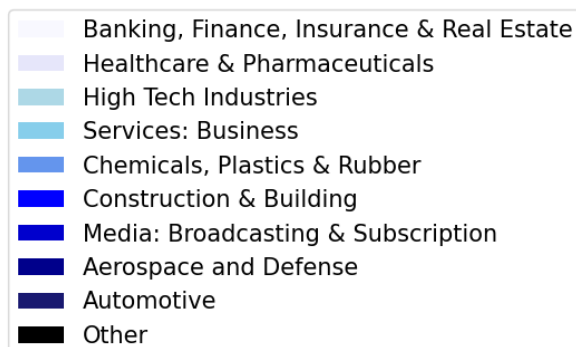 Banking, Finance, Insurance & Real Estate
Healthcare & Pharmaceuticals
High Tech Industries
Services: Business
Chemicals, Plastics & Rubber
Construction & Building
Media: Broadcasting & Subscription
Aerospace and Defense
Automotive
Other